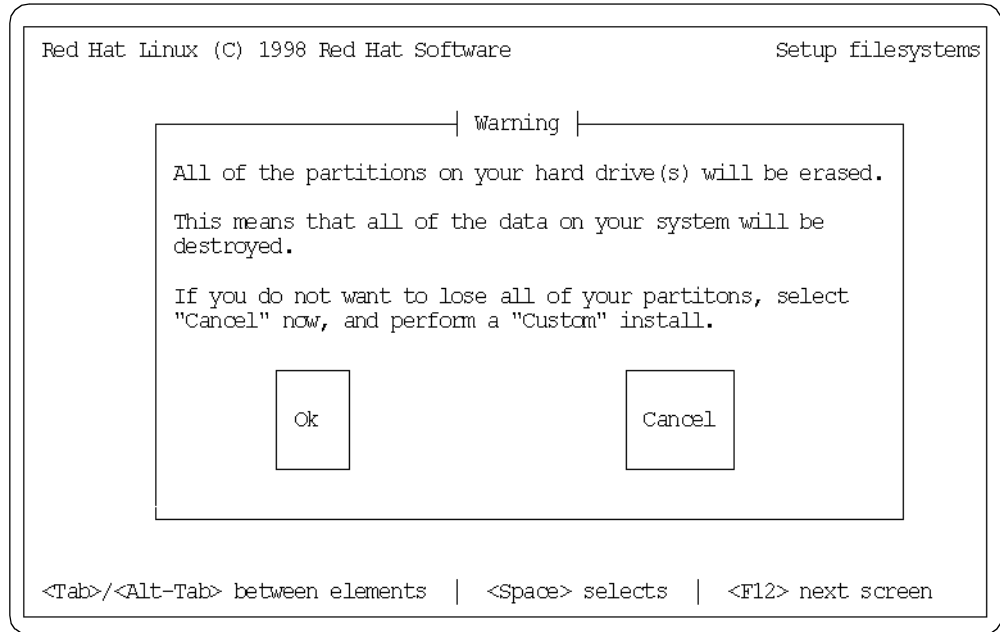 Red Hat Linux (C) 1998 Red Hat Software Setup filesystems
Warning
All of the partitions on your hard drive(s) will be erased.
This means that all of the data on your system will be
destroyed.
If you do not want to lose all of your partitons, select
"Cancel" now, and perform a "Custom" install.
Ok Cancel
<Tab>/<Alt-Tab> between elements | <Space> selects | <F12> next screen